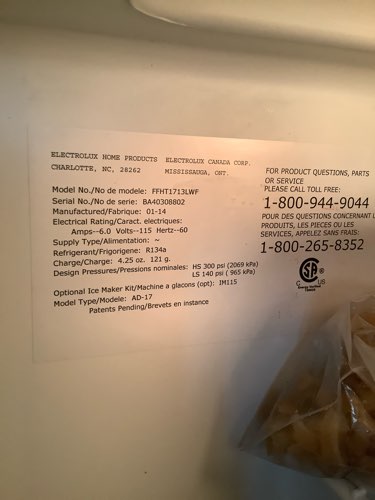 ELECTROLUX HOME PRODUCTS ELECTROLUX CANADA CORP.
CHARLOTTE, NC, 28262 MISSISSAUGA, ONT.
Model No./No de modele: FFHT1713LWF
Serial No./No de serie: BA40308802
Manufactured/Fabrique: 01-14
Electrical Rating/Caract. electriques:
Amps--6.0 Volts--115 Hertz--60
Supply Type/Alimentation: ~
Refrigerant/Frigorigene: R134a
Charge/Charge: 4.25 oz. 121 g.
Design Pressures/Pressions nominales: HS 300 psi (2069 kPa)
LS 140 psi ( 965 kPa)
Optional Ice Maker Kit/Machine a glacons (opt): IM115
Model Type/Modele: AD-17
Patents Pending/Brevets en instance
FOR PRODUCT QUESTIONS, PARTS
OR SERVICE
PLEASE CALL TOLL FREE:
1-800-944-9044
POUR DES QUESTIONS CONCERNANT L
PRODUITS, LES PIECES OU LES
SERVICES, APPELEZ SANS FRAIS:
1-800-265-8352
C US
Energy Verified